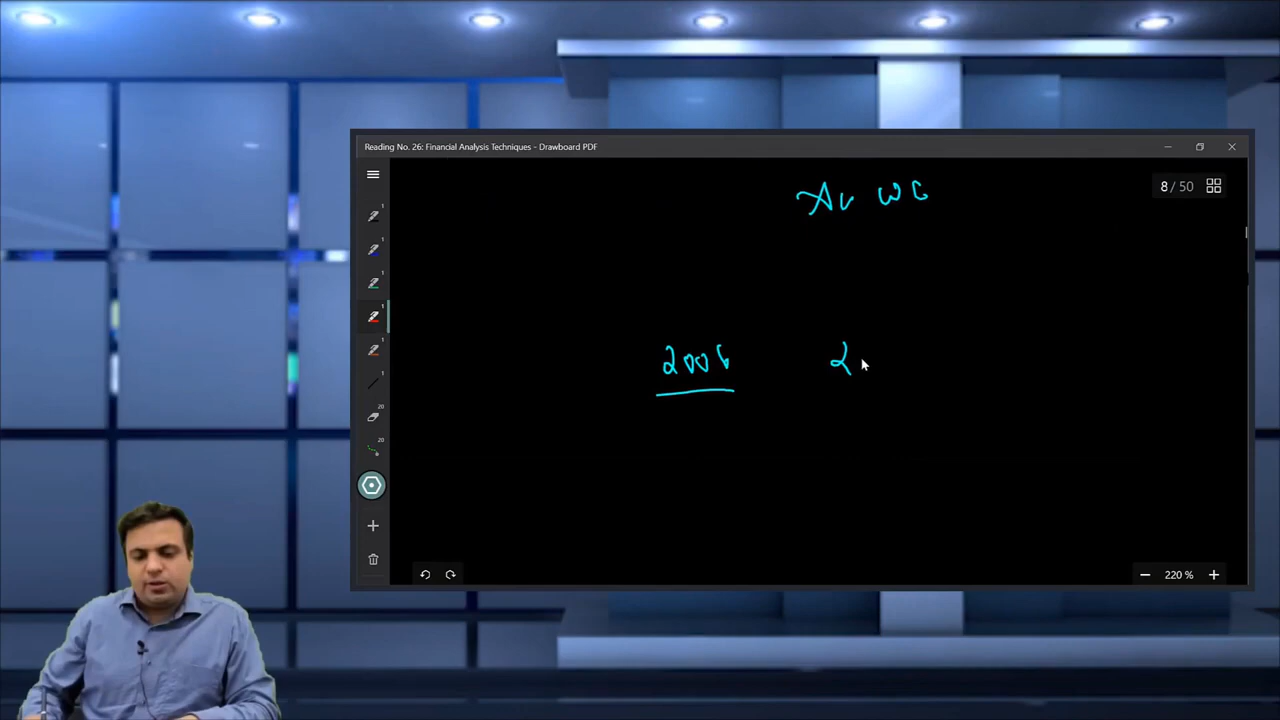 Reading No. 26: Financial Analysis Techniques - Drawboard PDF
8 / 50
Av WC
2006 2
220 %